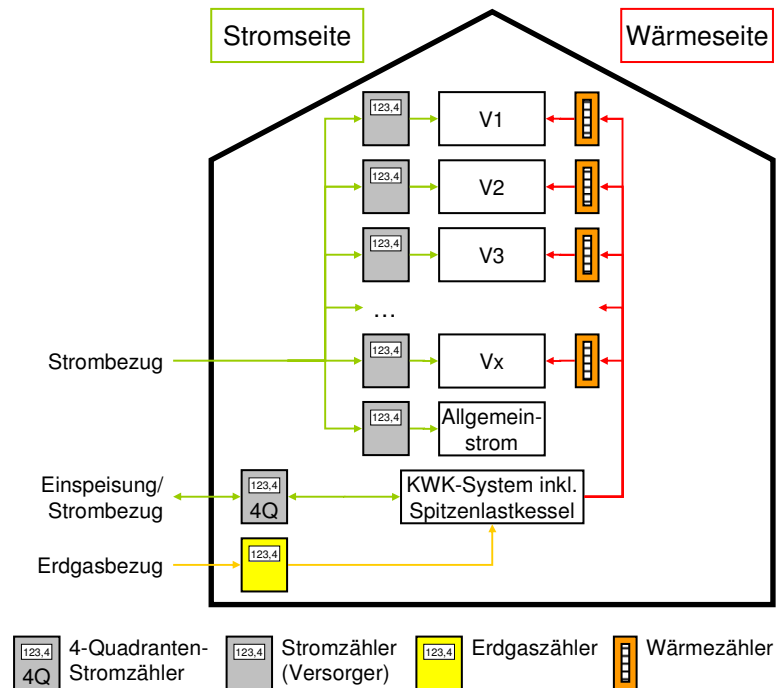 Stromseite
Wärmeseite
123,4
V1
123,4
V2
123,4
V3
...
Strombezug
123,4
Vx
123,4
Allgemein-
strom
Einspeisung/
Strombezug
123,4
4Q
KWK-System inkl.
Spitzenlastkessel
Erdgasbezug
123,4
123,4
4Q
4-Quadranten-
Stromzähler
123,4
Stromzähler
(Versorger)
123,4
Erdgaszähler
Wärmezähler